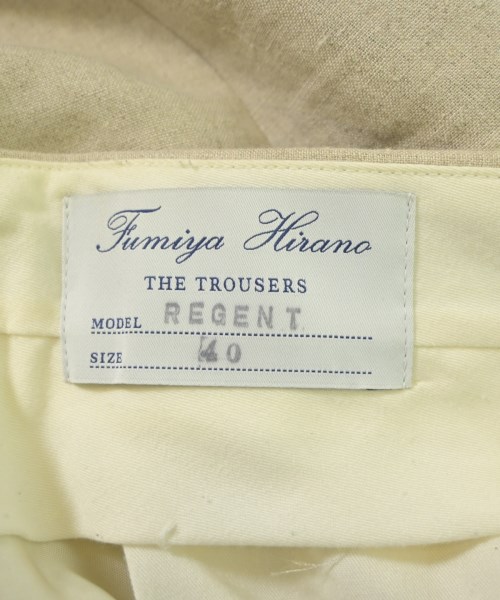 Fumiya Hirano
THE TROUSERS
MODEL REGENT
SIZE 40